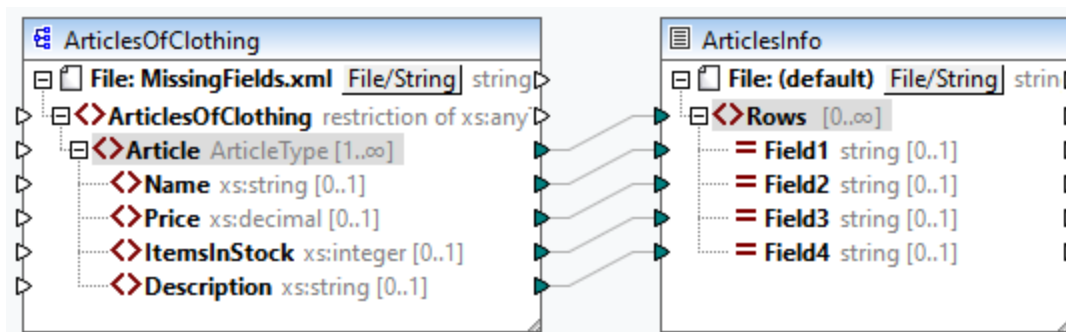 ArticlesOfClothing
File: MissingFields.xml File/String string
ArticlesOfClothing restriction of xs:any
Article ArticleType [1..∞]
Name xs:string [0..1]
Price xs:decimal [0..1]
ItemsInStock xs:integer [0..1]
Description xs:string [0..1]
ArticlesInfo
File: (default) File/String strin
Rows [0..∞]
= Field1 string [0..1]
= Field2 string [0..1]
= Field3 string [0..1]
= Field4 string [0..1]